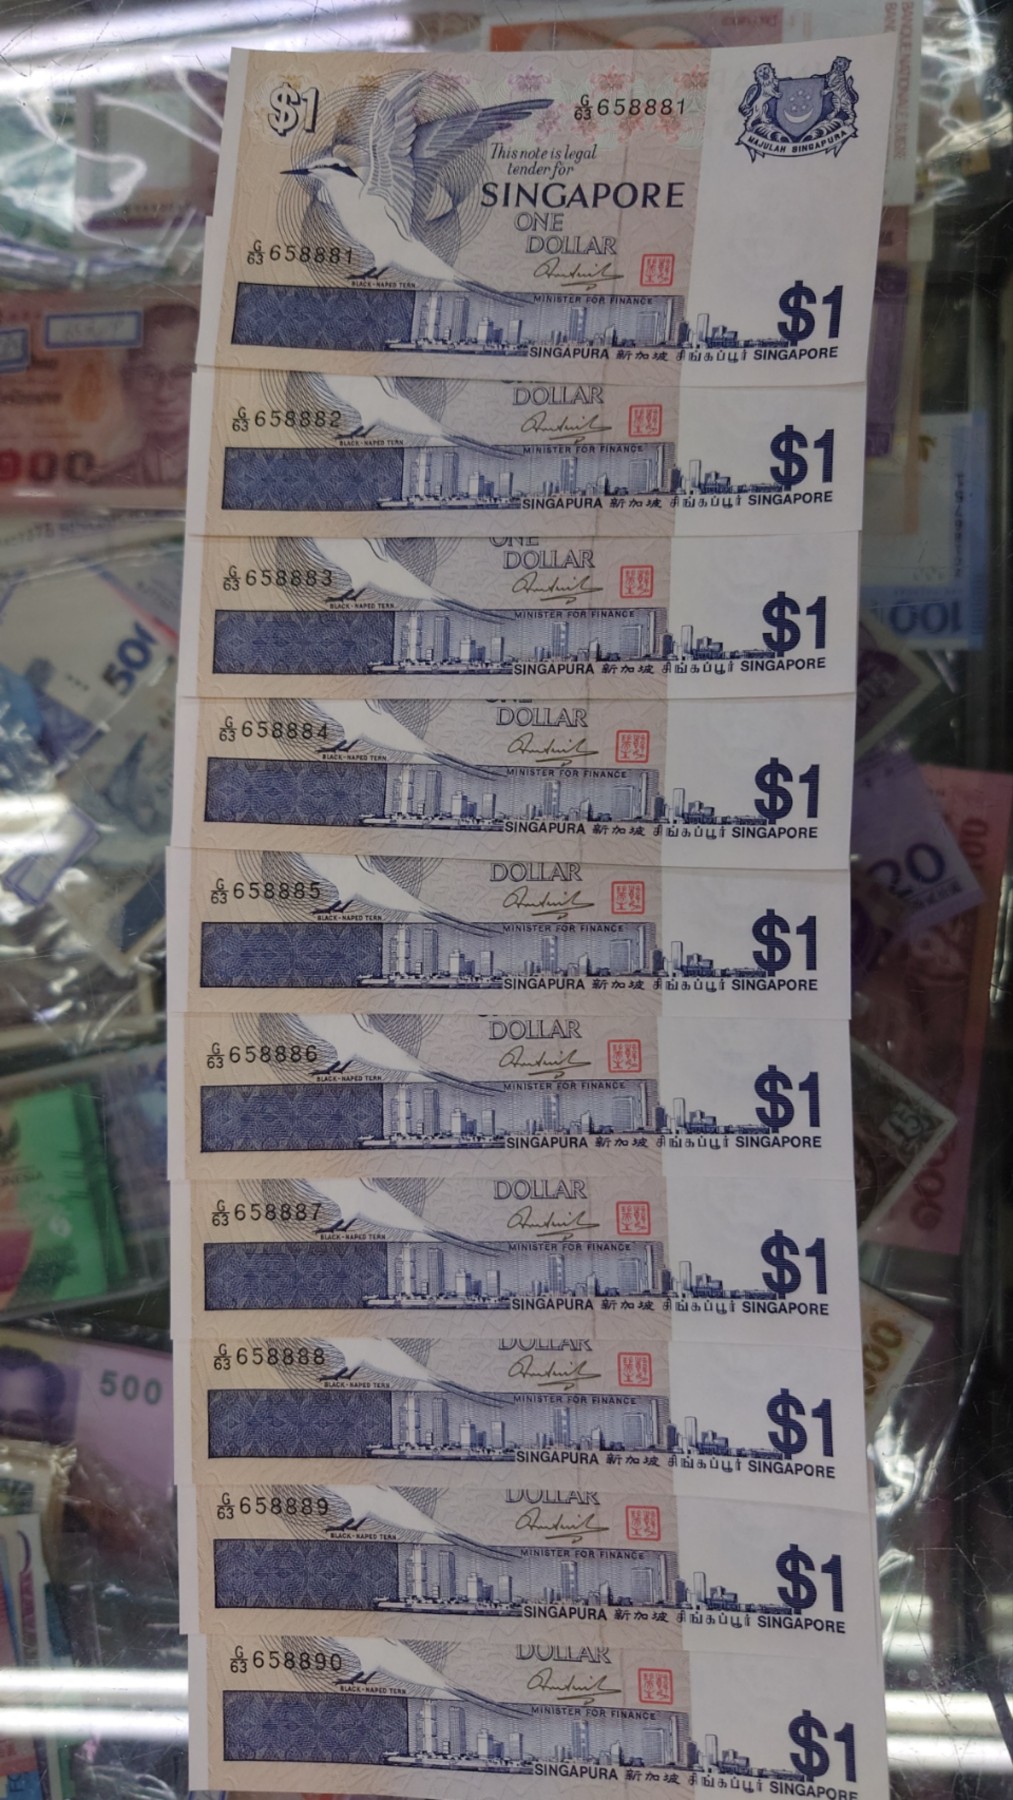 $1
G/63 658881
MAJULAH SINGAPURA
This note is legal
tender for
SINGAPORE
ONE
DOLLAR
G/63 658881
BLACK-NAPED TERN
MINISTER FOR FINANCE
$1
SINGAPURA 新加坡 சிங்கப்பூர் SINGAPORE
DOLLAR
G/63 658882
BLACK-NAPED TERN
MINISTER FOR FINANCE
$1
SINGAPURA 新加坡 சிங்கப்பூர் SINGAPORE
ONE
DOLLAR
G/63 658883
BLACK-NAPED TERN
MINISTER FOR FINANCE
$1
SINGAPURA 新加坡 சிங்கப்பூர் SINGAPORE
DOLLAR
G/63 658884
BLACK-NAPED TERN
MINISTER FOR FINANCE
$1
SINGAPURA 新加坡 சிங்கப்பூர் SINGAPORE
DOLLAR
G/63 658885
BLACK-NAPED TERN
MINISTER FOR FINANCE
$1
SINGAPURA 新加坡 சிங்கப்பூர் SINGAPORE
DOLLAR
G/63 658886
BLACK-NAPED TERN
MINISTER FOR FINANCE
$1
SINGAPURA 新加坡 சிங்கப்பூர் SINGAPORE
DOLLAR
G/63 658887
BLACK-NAPED TERN
MINISTER FOR FINANCE
$1
SINGAPURA 新加坡 சிங்கப்பூர் SINGAPORE
DOLLAR
G/63 658888
BLACK-NAPED TERN
MINISTER FOR FINANCE
$1
SINGAPURA 新加坡 சிங்கப்பூர் SINGAPORE
DOLLAR
G/63 658889
BLACK-NAPED TERN
MINISTER FOR FINANCE
$1
SINGAPURA 新加坡 சிங்கப்பூர் SINGAPORE
DOLLAR
G/63 658890
BLACK-NAPED TERN
MINISTER FOR FINANCE
$1
SINGAPURA 新加坡 சிங்கப்பூர் SINGAPORE
100
20
500